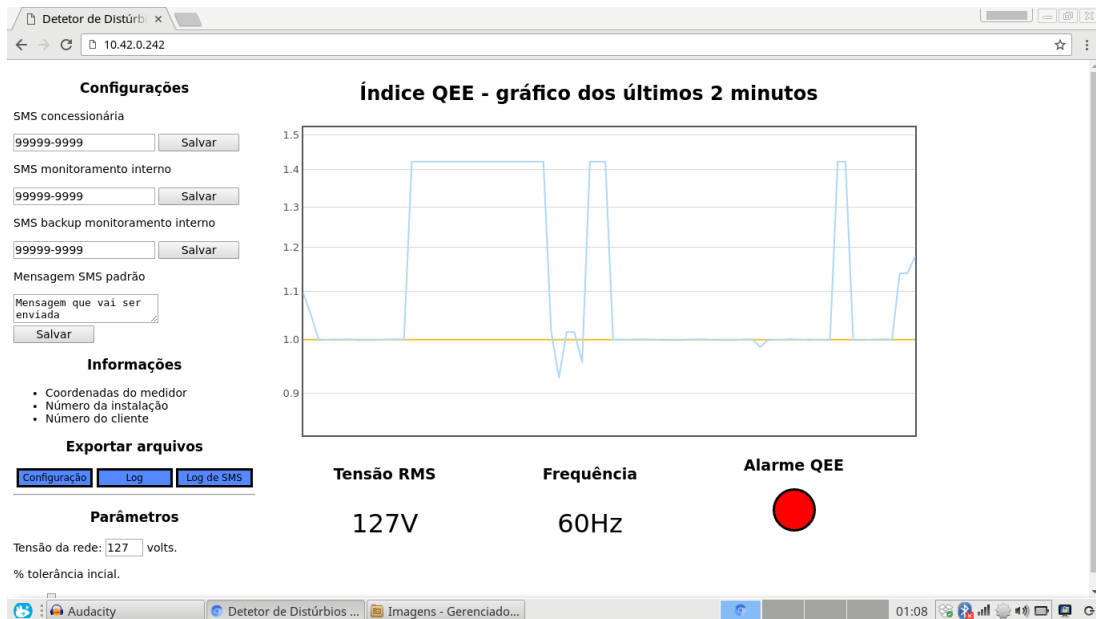 Detetor de Distúrbi
10.42.0.242
Configurações
SMS concessionária
99999-9999 Salvar
SMS monitoramento interno
99999-9999 Salvar
SMS backup monitoramento interno
99999-9999 Salvar
Mensagem SMS padrão
Mensagem que vai ser
enviada
Salvar
Informações
Coordenadas do medidor
Número da instalação
Número do cliente
Exportar arquivos
Configuração Log Log de SMS
Parâmetros
Tensão da rede: 127 volts.
% tolerância incial.
Índice QEE - gráfico dos últimos 2 minutos
1.5
1.4
1.3
1.2
1.1
1.0
0.9
Tensão RMS
127V
Frequência
60Hz
Alarme QEE
Audacity Detetor de Distúrbios ... Imagens - Gerenciado... 01:08